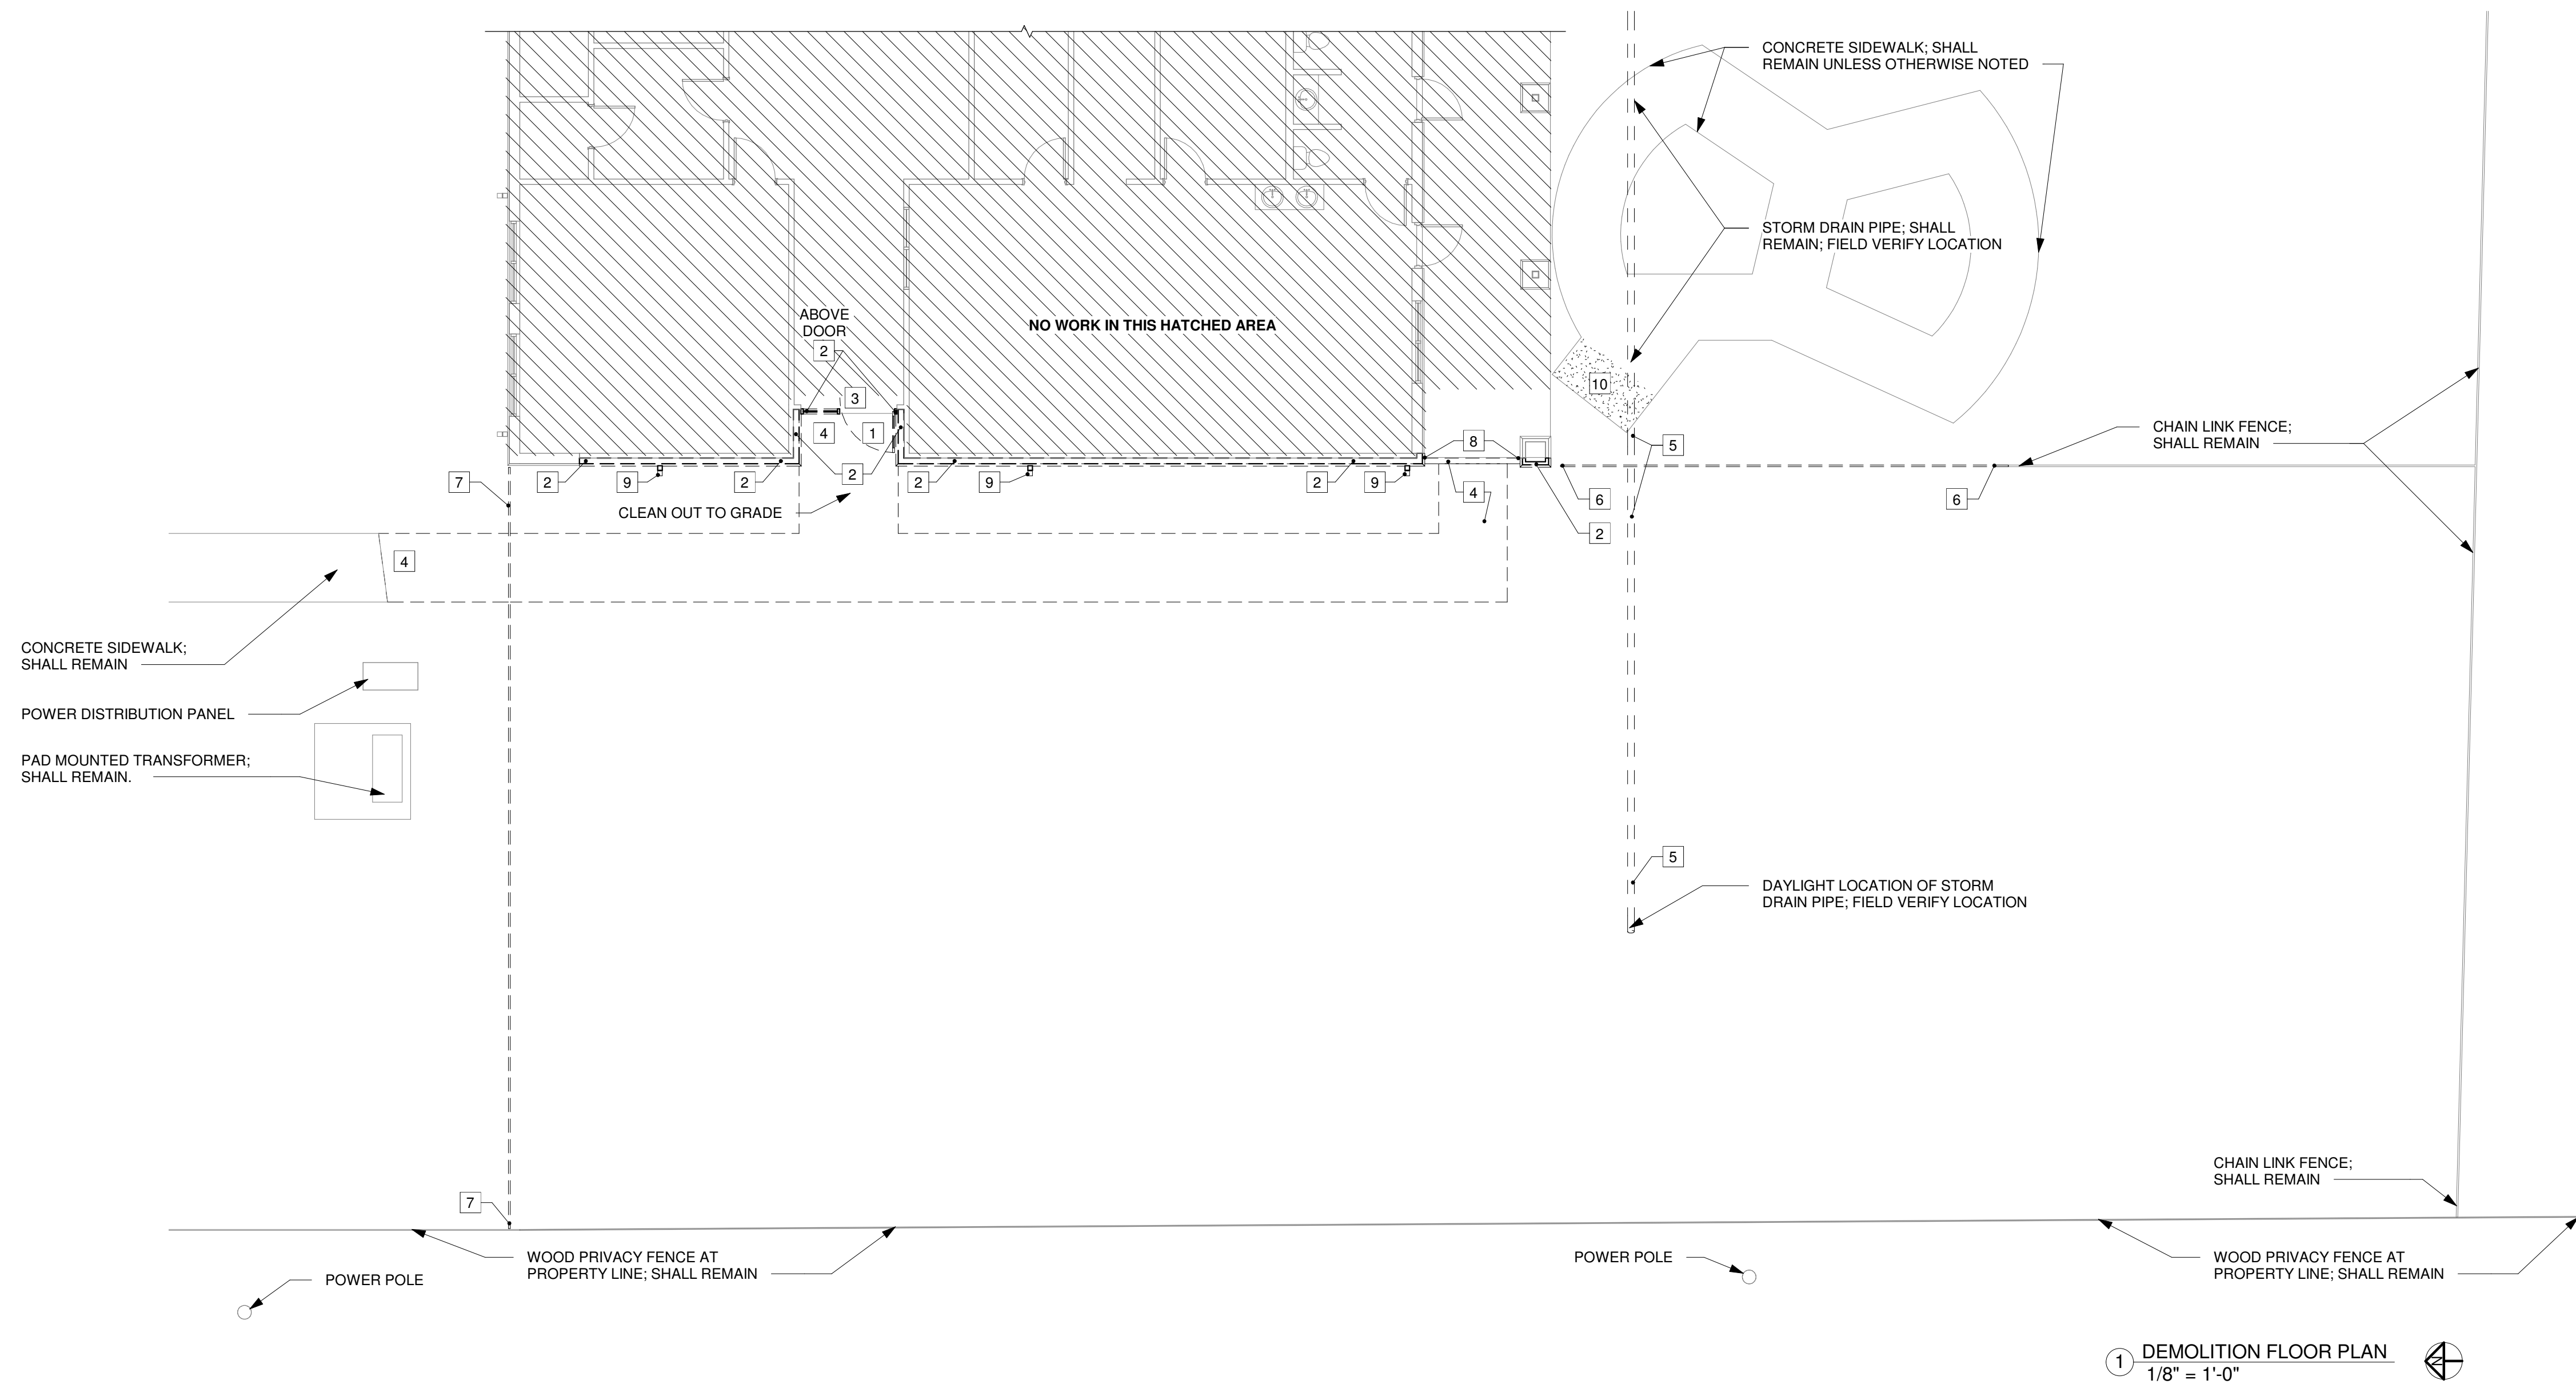 CONCRETE SIDEWALK; SHALL
REMAIN UNLESS OTHERWISE NOTED
STORM DRAIN PIPE; SHALL
REMAIN; FIELD VERIFY LOCATION
ABOVE
DOOR
2
NO WORK IN THIS HATCHED AREA
3
10
4
1
8
5
CHAIN LINK FENCE;
SHALL REMAIN
7
2
9
2
2
2
9
2
9
4
6
6
CLEAN OUT TO GRADE
2
4
CONCRETE SIDEWALK;
SHALL REMAIN
POWER DISTRIBUTION PANEL
PAD MOUNTED TRANSFORMER;
SHALL REMAIN.
5
DAYLIGHT LOCATION OF STORM
DRAIN PIPE; FIELD VERIFY LOCATION
CHAIN LINK FENCE;
SHALL REMAIN
7
WOOD PRIVACY FENCE AT
PROPERTY LINE; SHALL REMAIN
POWER POLE
POWER POLE
WOOD PRIVACY FENCE AT
PROPERTY LINE; SHALL REMAIN
1
DEMOLITION FLOOR PLAN
1/8" = 1'-0"
N